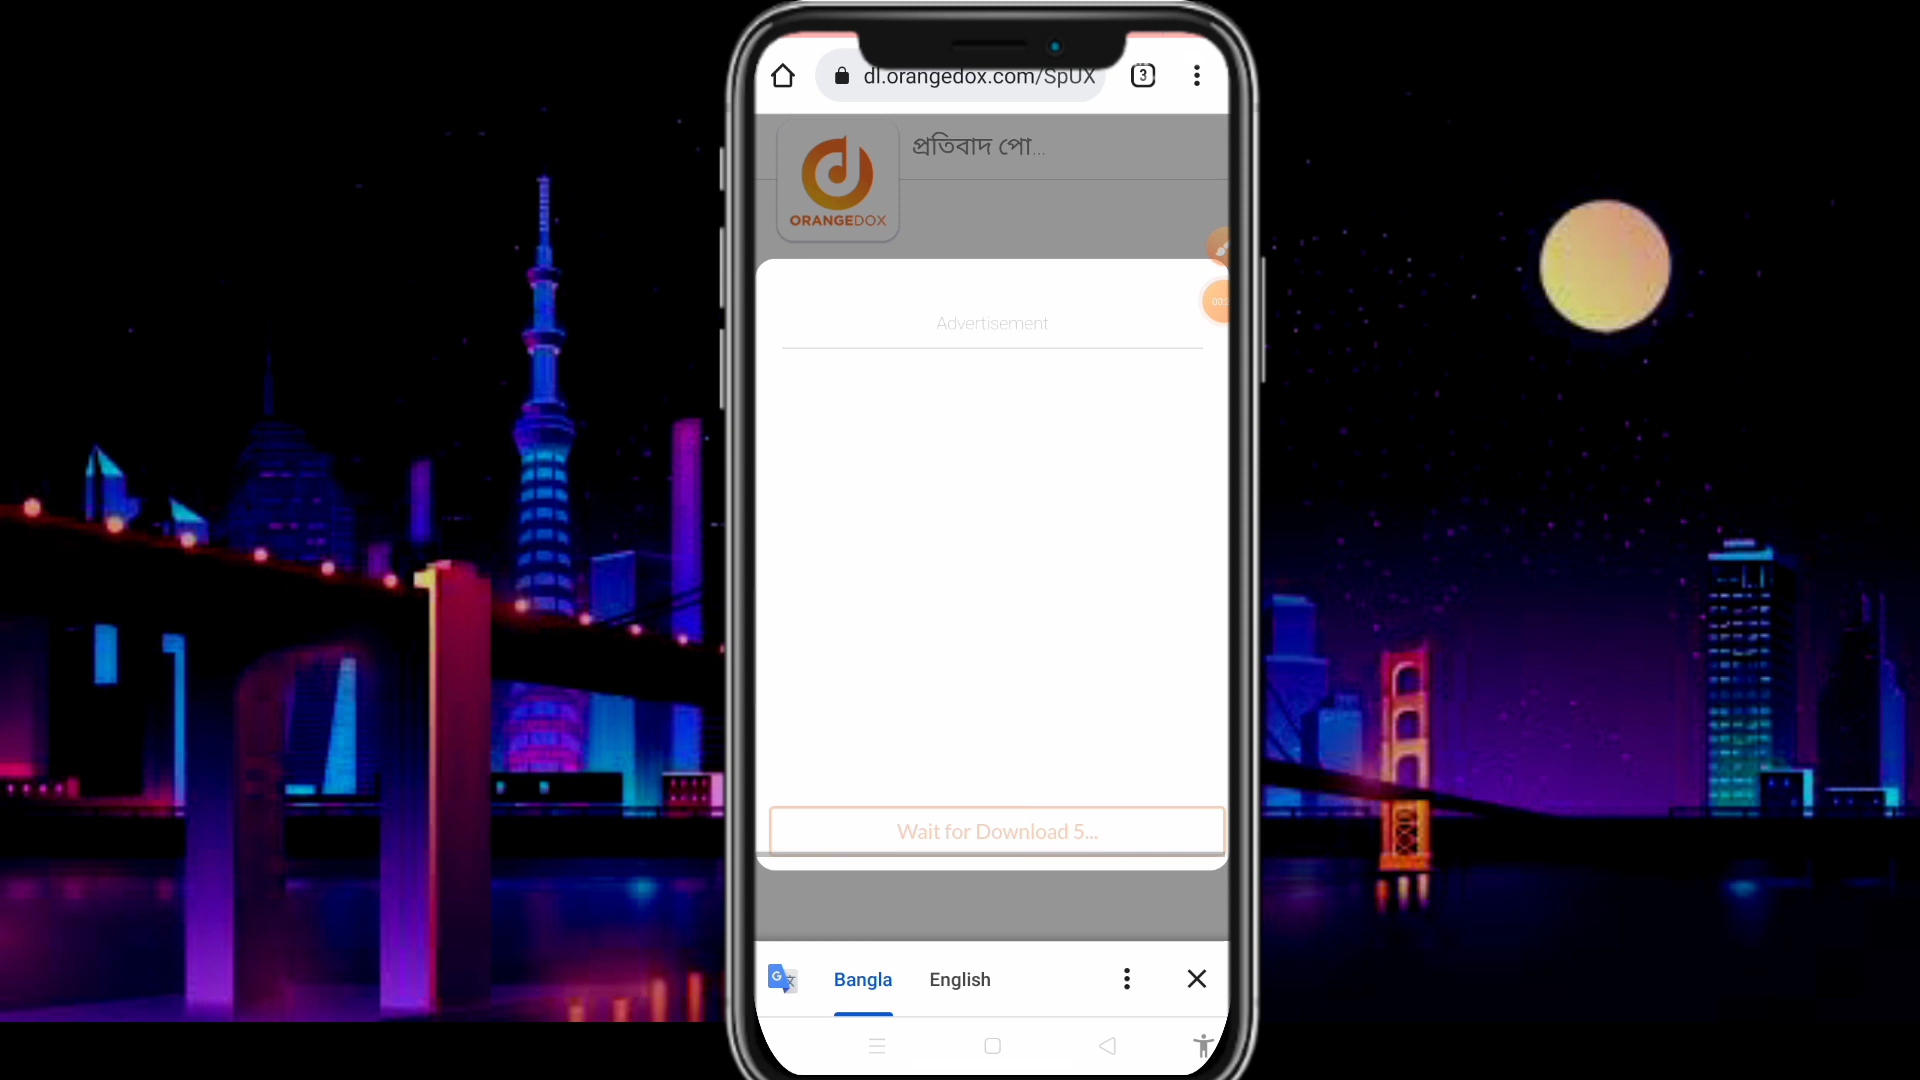 dl.orangedox.com/SpUX
3
প্রতিবাদ পো...
ORANGEDOX
Advertisement
Wait for Download 5...
Bangla English